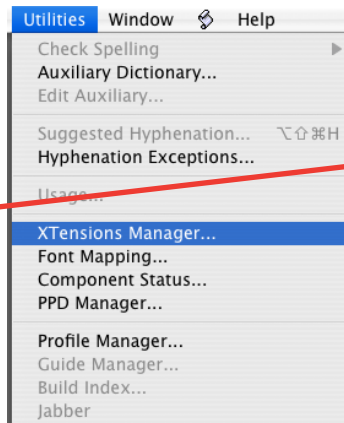 Utilities Window Help
Check Spelling
Auxiliary Dictionary...
Edit Auxiliary...
Suggested Hyphenation... ⌥⇧⌘H
Hyphenation Exceptions...
Usage...
XTensions Manager...
Font Mapping...
Component Status...
PPD Manager...
Profile Manager...
Guide Manager...
Build Index...
Jabber